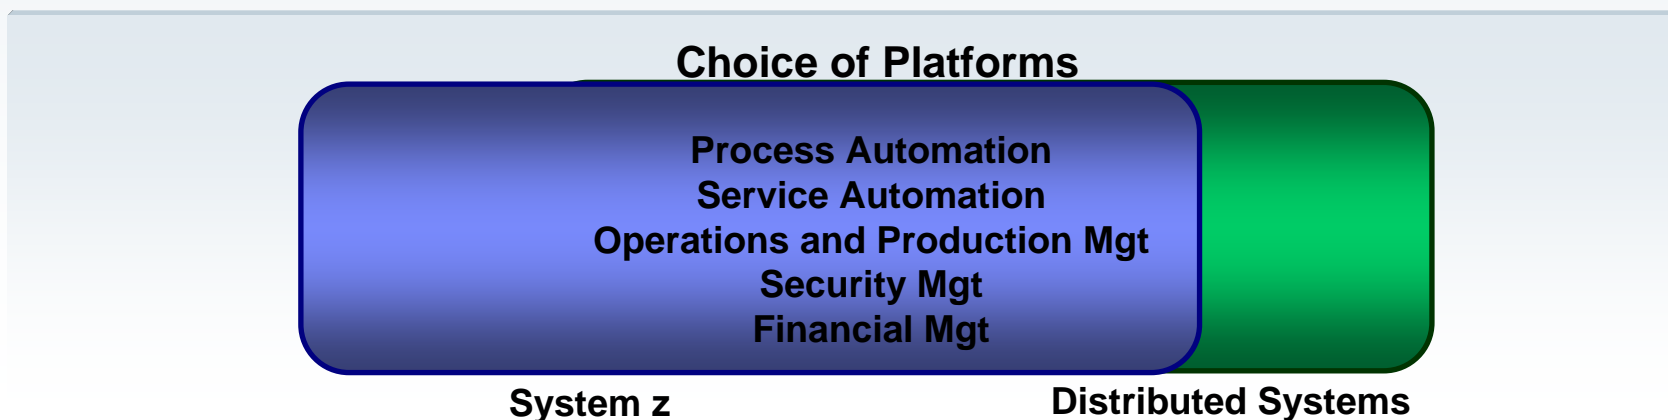 Choice of Platforms
Process Automation
Service Automation
Operations and Production Mgt
Security Mgt
Financial Mgt
System z
Distributed Systems